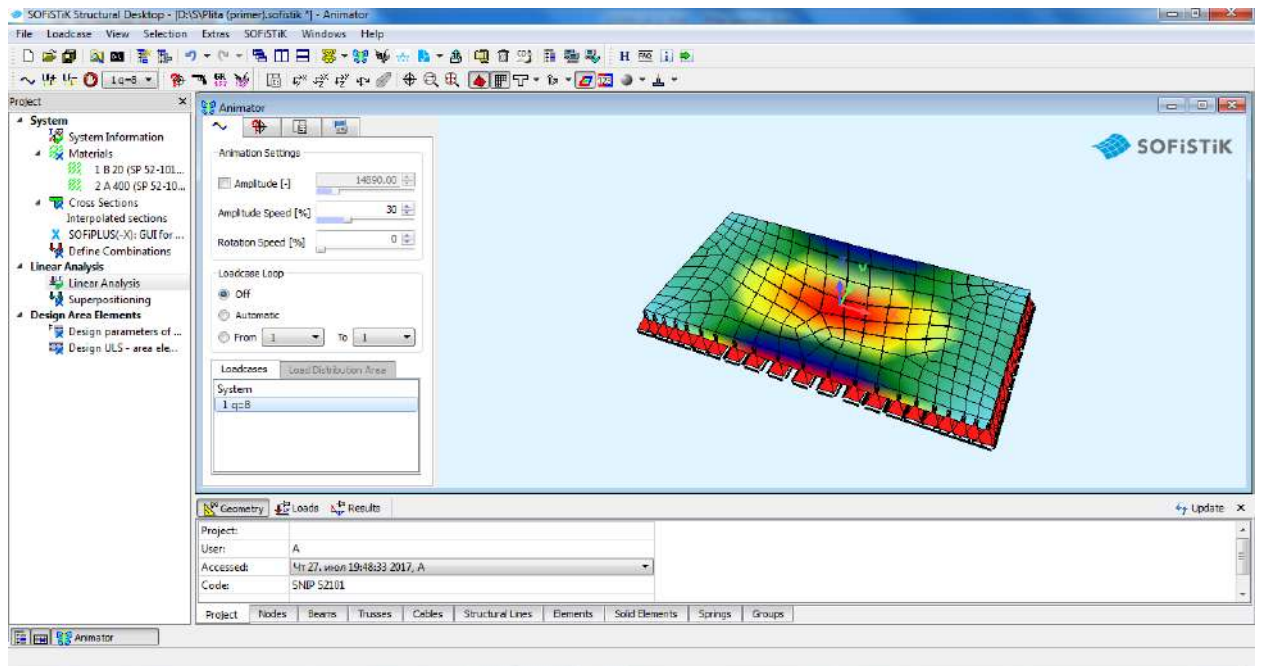 SOFiSTiK Structural Desktop - [D:\S\Plita (primer).sofistik *] - Animator
File Loadcase View Selection Extras SOFiSTiK Windows Help
1q=8
H
Project
System
System Information
Materials
1 B 20 (SP 52-101...
2 A 400 (SP 52-10...
Cross Sections
Interpolated sections
SOFiPLUS(-X): GUI for ...
Define Combinations
Linear Analysis
Linear Analysis
Superpositioning
Design Area Elements
Design parameters of ...
Design ULS - area ele...
Animator
Animation Settings
Amplitude [-] 14890.00
Amplitude Speed [%] 30
Rotation Speed [%] 0
Loadcase Loop
Off
Automatic
From 1 To 1
Loadcases Load Distribution Area
System
1 q=8
SOFiSTiK
Geometry Loads Results Update
Project:
User: A
Accessed: Чт 27. июл 19:48:33 2017, A
Code: SNIP 52101
Project Nodes Beams Trusses Cables Structural Lines Elements Solid Elements Springs Groups
Animator